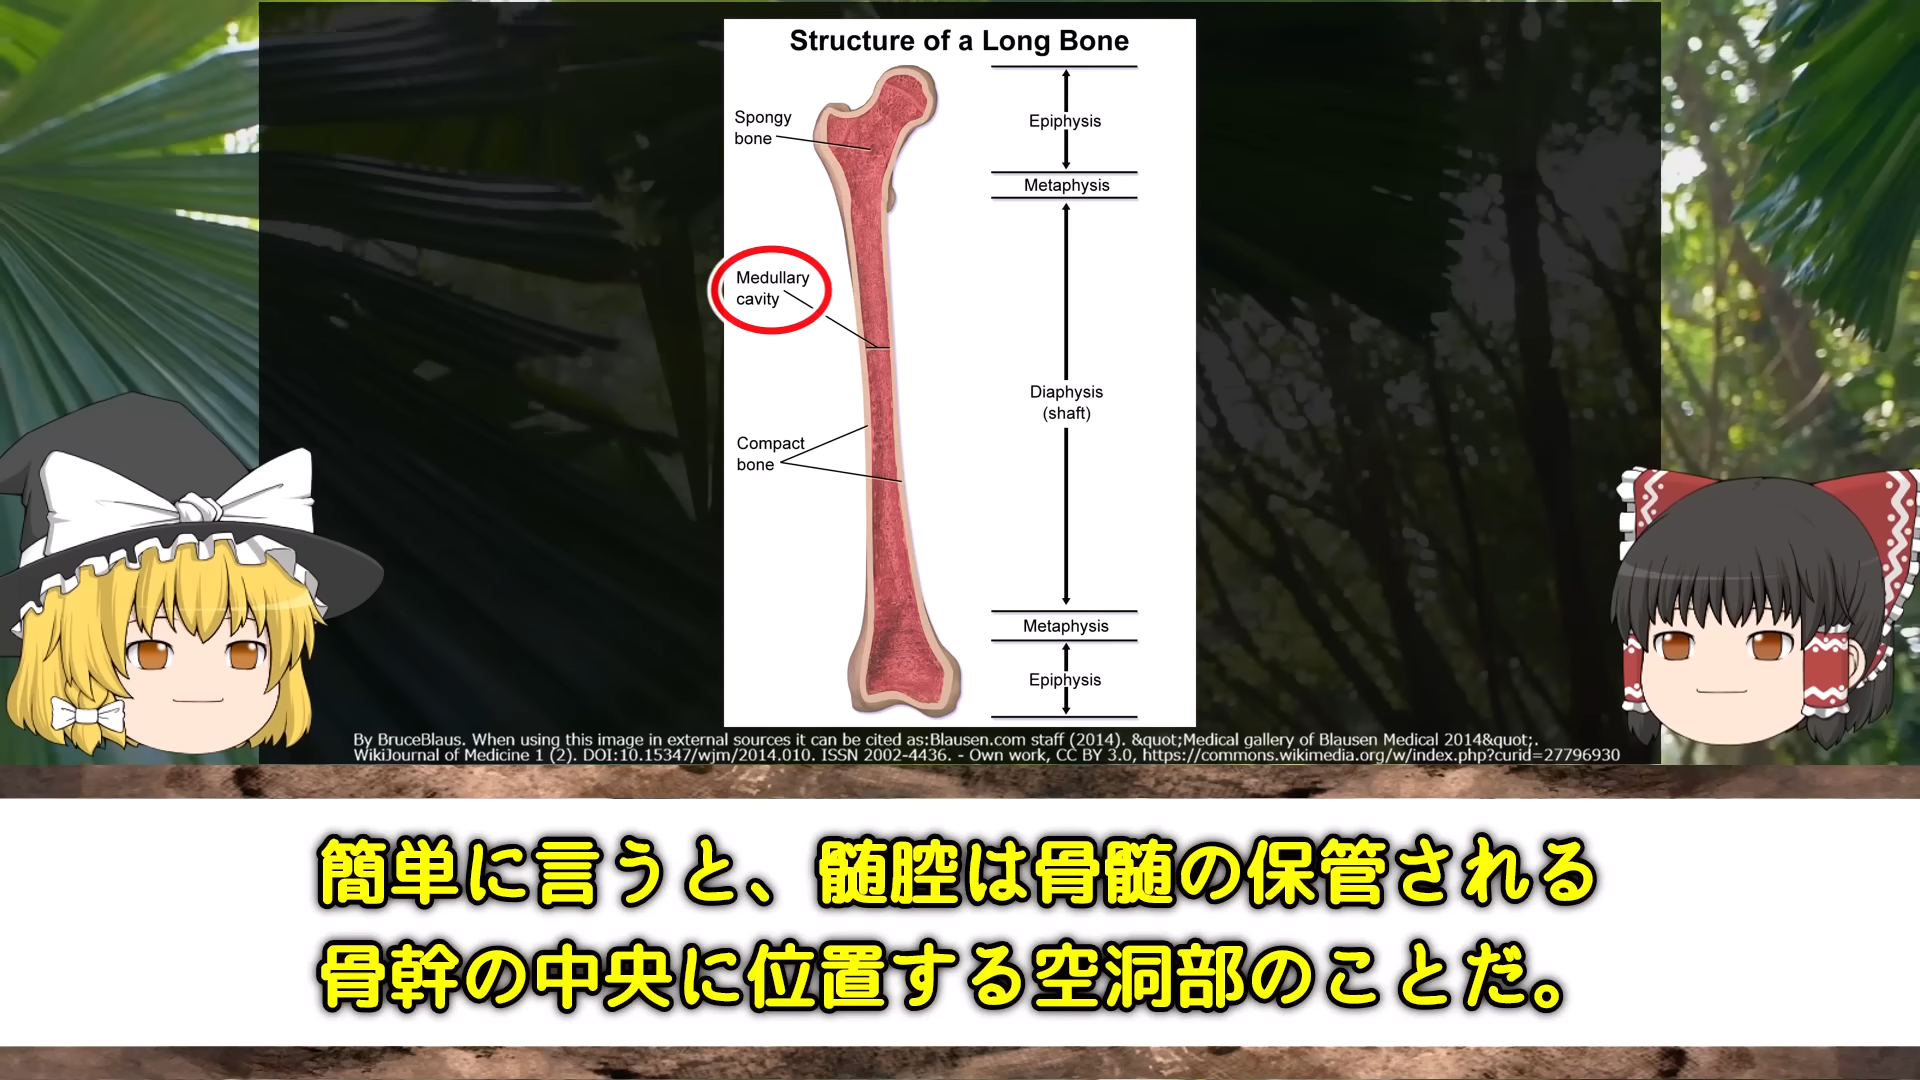 Structure of a Long Bone
Spongy
bone
Epiphysis
Metaphysis
Medullary
cavity
Diaphysis
(shaft)
Compact
bone
Metaphysis
Epiphysis
By BruceBlaus. When using this image in external sources it can be cited as:Blausen.com staff (2014). &quot;Medical gallery of Blausen Medical 2014&quot;.
WikiJournal of Medicine 1 (2). DOI:10.15347/wjm/2014.010. ISSN 2002-4436. - Own work, CC BY 3.0, https://commons.wikimedia.org/w/index.php?curid=27796930
簡単に言うと、髄腔は骨髄の保管される
骨幹の中央に位置する空洞部のことだ。